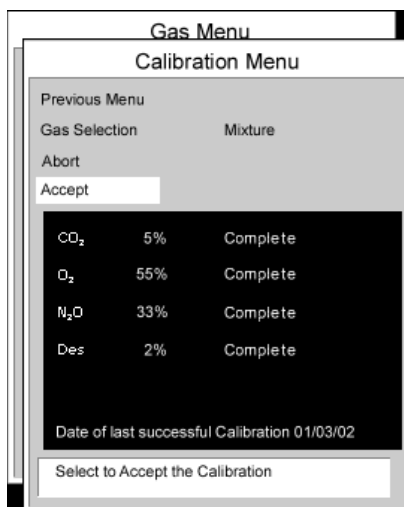 Gas Menu
Calibration Menu
Previous Menu
Gas Selection Mixture
Abort
Accept
CO₂ 5% Complete
O₂ 55% Complete
N₂O 33% Complete
Des 2% Complete
Date of last successful Calibration 01/03/02
Select to Accept the Calibration